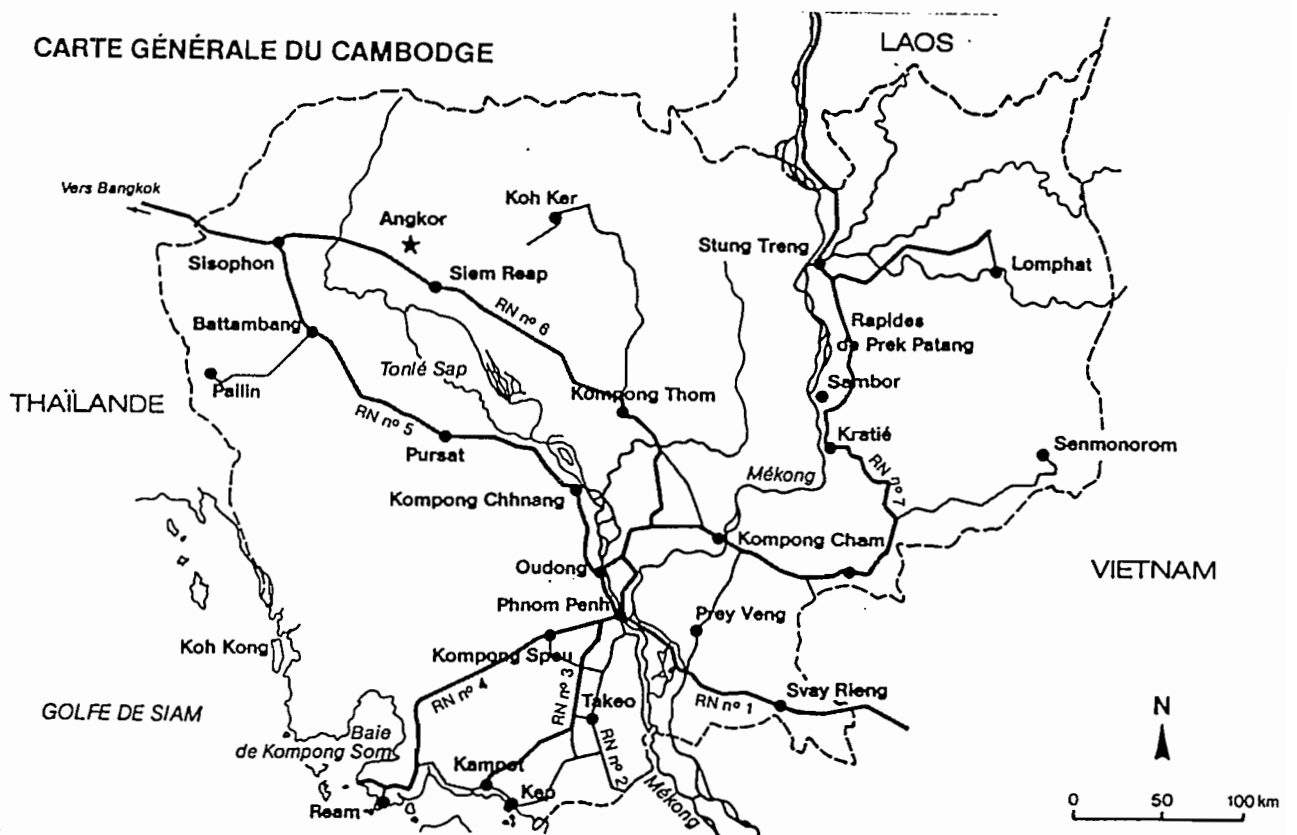 CARTE GÉNÉRALE DU CAMBODGE
LAOS
Vers Bangkok
Koh Ker
Angkor
Stung Treng
Sisophon
Siem Reap
Lomphat
RN nº 6
Battambang
Rapides
de Prek Patang
Tonlé Sap
Pailin
Sambor
THAÏLANDE
Kompong Thom
RN nº 5
Kratié
Senmonorom
Pursat
RN nº 7
Mékong
Kompong Chhnang
Kompong Cham
Oudong
VIETNAM
Phnom Penh
Prey Veng
Koh Kong
Kompong Speu
RN nº 4
RN nº 3
Takeo
RN nº 1
Svay Rieng
N
GOLFE DE SIAM
Baie
de Kompong Som
Kampot
RN nº 2
Kep
Mékong
Ream
0 50 100 km